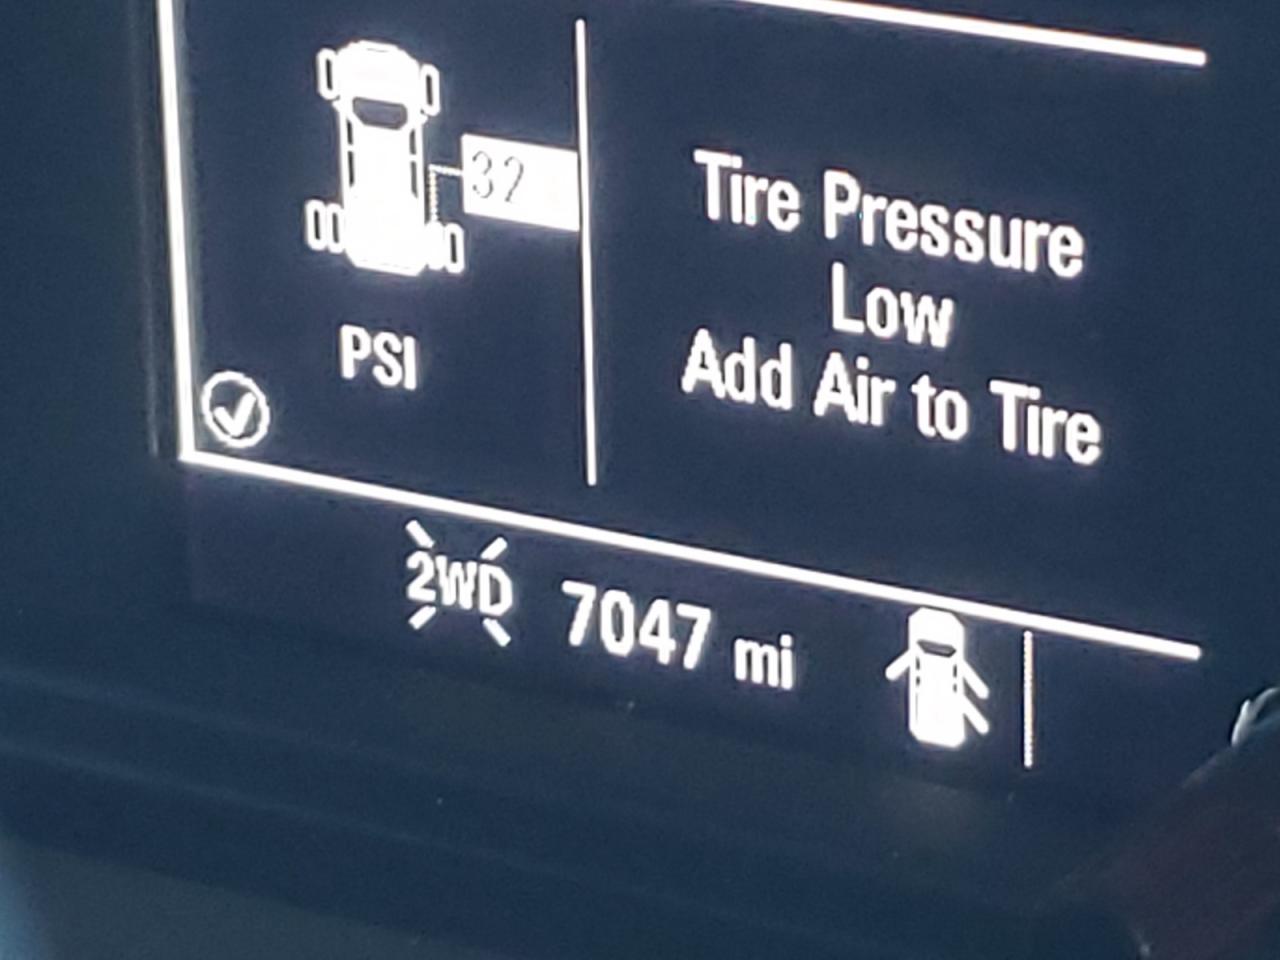 32
Tire Pressure
Low
Add Air to Tire
PSI
2WD 7047 mi